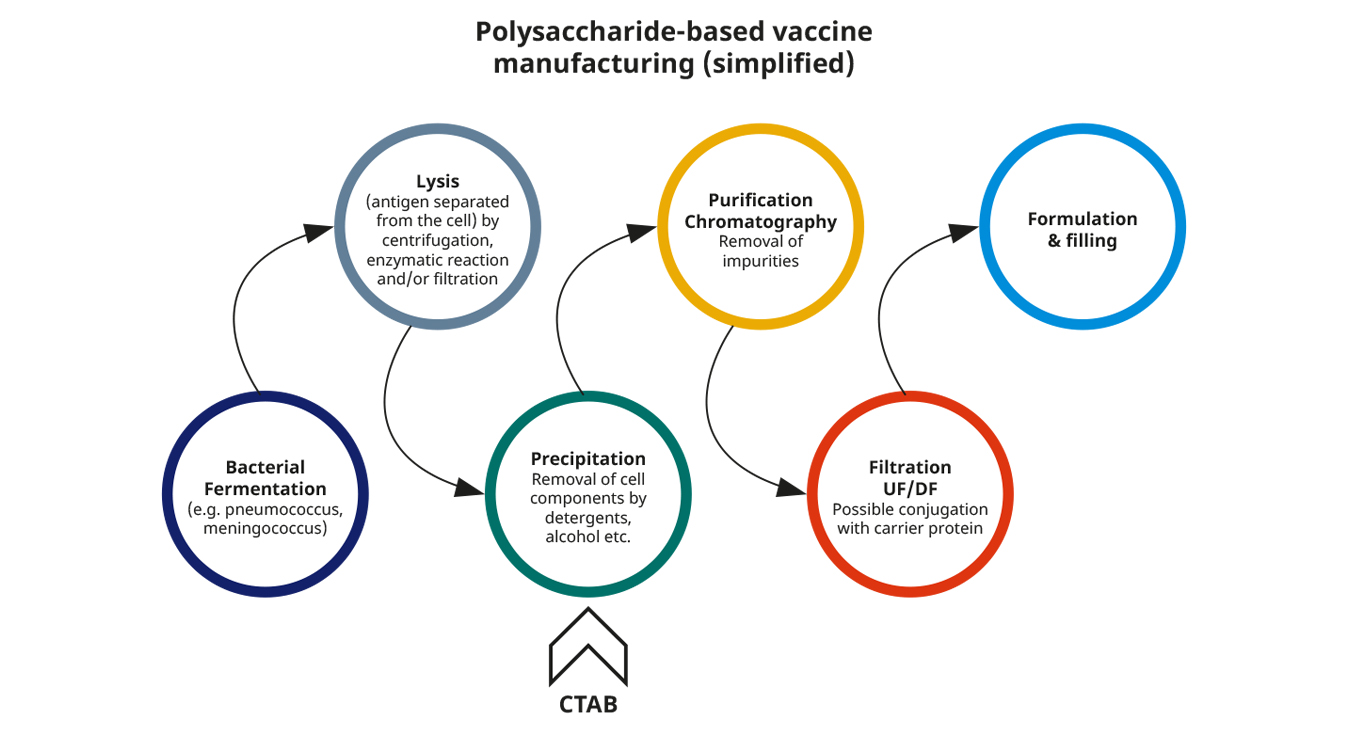 Polysaccharide-based vaccine
manufacturing (simplified)
Lysis
(antigen separated
from the cell) by
centrifugation,
enzymatic reaction
and/or filtration
Purification
Chromatography
Removal of
impurities
Formulation
& filling
Bacterial
Fermentation
(e.g. pneumococcus,
meningococcus)
Precipitation
Removal of cell
components by
detergents,
alcohol etc.
Filtration
UF/DF
Possible conjugation
with carrier protein
CTAB